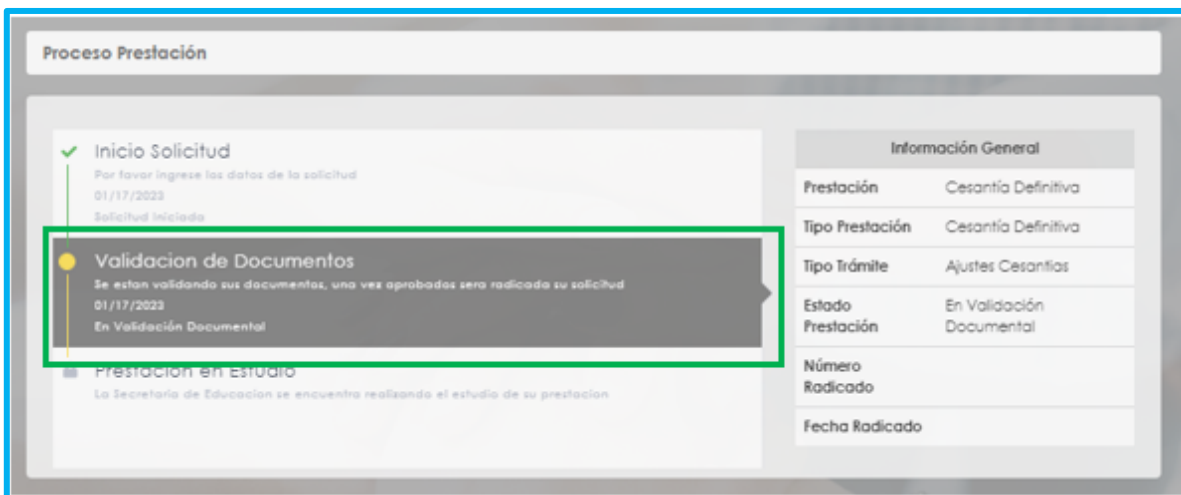 Proceso Prestación
Inicio Solicitud
Por favor ingrese los datos de la solicitud
01/17/2023
Solicitud Iniciada
Validacion de Documentos
Se estan validando sus documentos, una vez aprobados sera radicada su solicitud
01/17/2023
En Validación Documental
Prestacion en Estudio
La Secretaria de Educacion se encuentra realizando el estudio de su prestacion
Información General
Prestación Cesantía Definitiva
Tipo Prestación Cesantía Definitiva
Tipo Trámite Ajustes Cesantias
Estado En Validación
Prestación Documental
Número
Radicado
Fecha Radicado